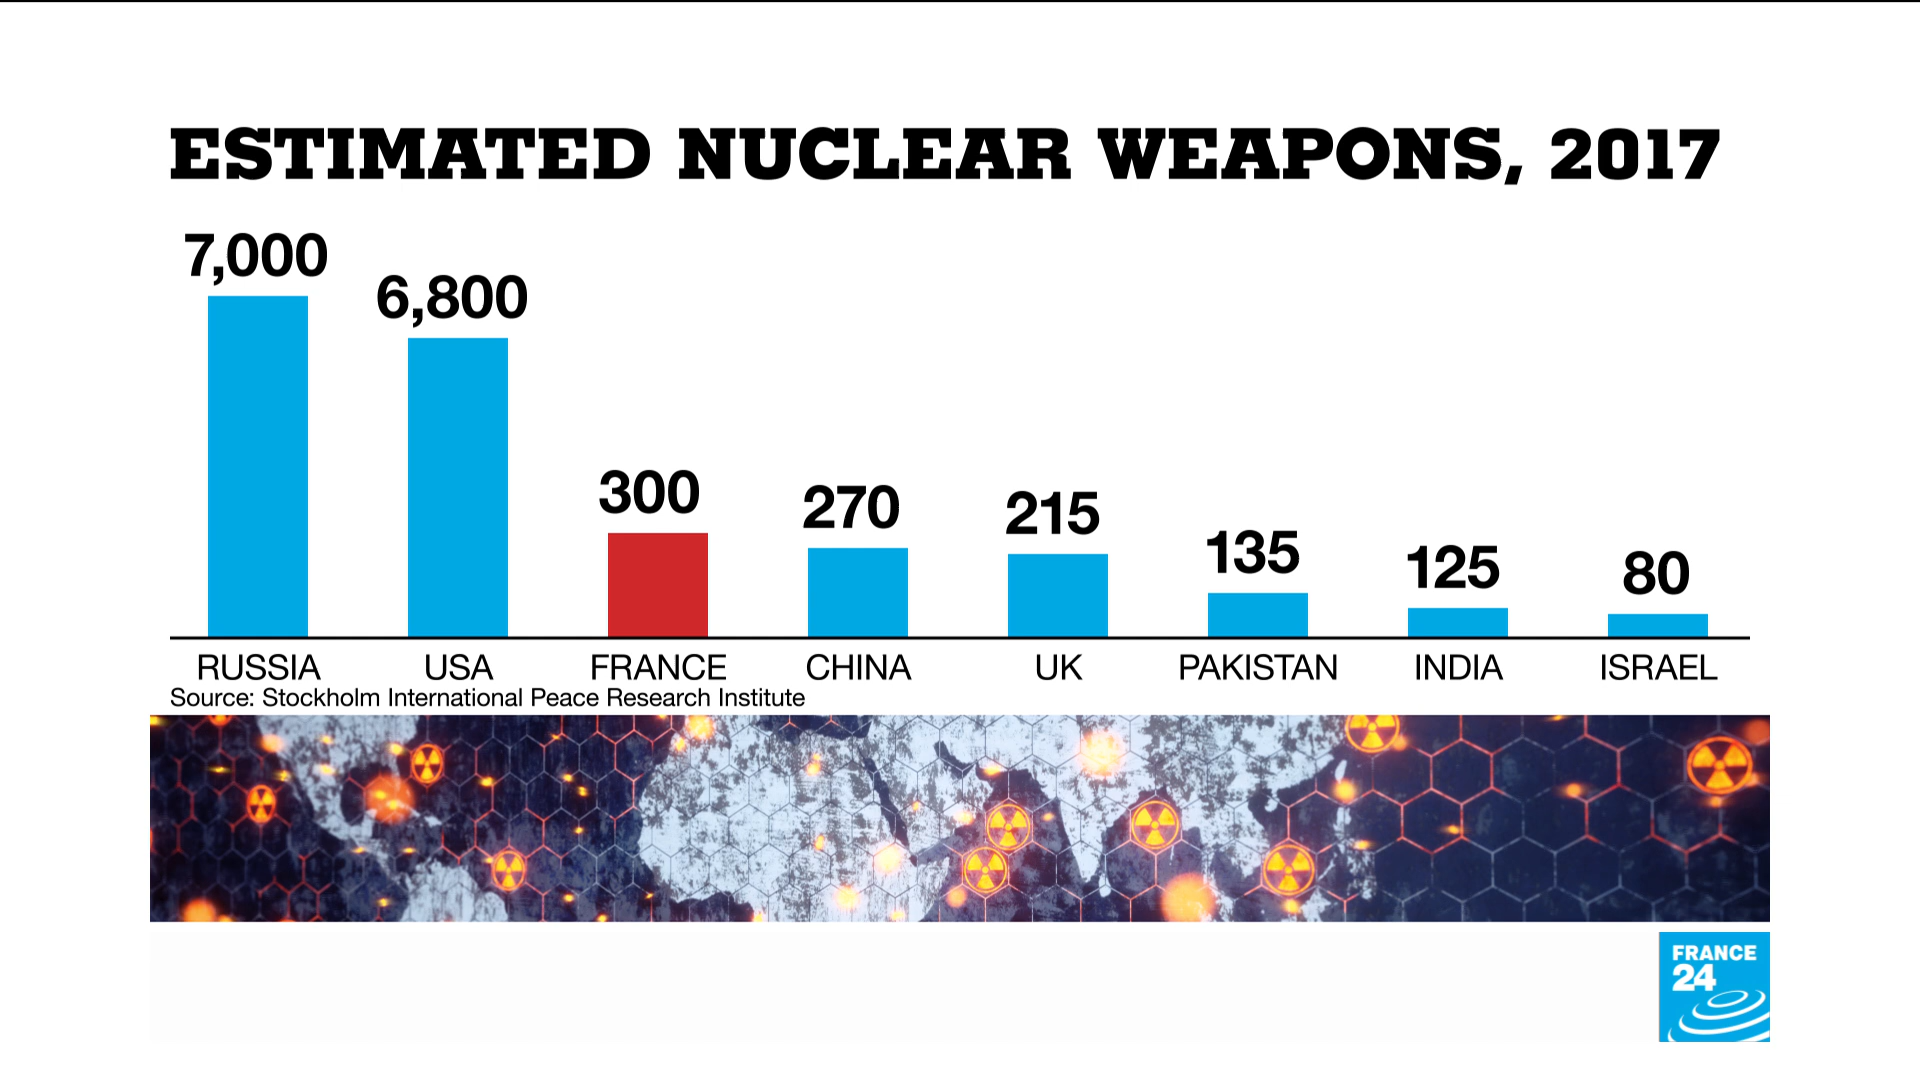 ESTIMATED NUCLEAR WEAPONS, 2017
7,000
6,800
300
270
215
135
125
80
RUSSIA
USA
FRANCE
CHINA
UK
PAKISTAN
INDIA
ISRAEL
Source: Stockholm International Peace Research Institute
FRANCE
24